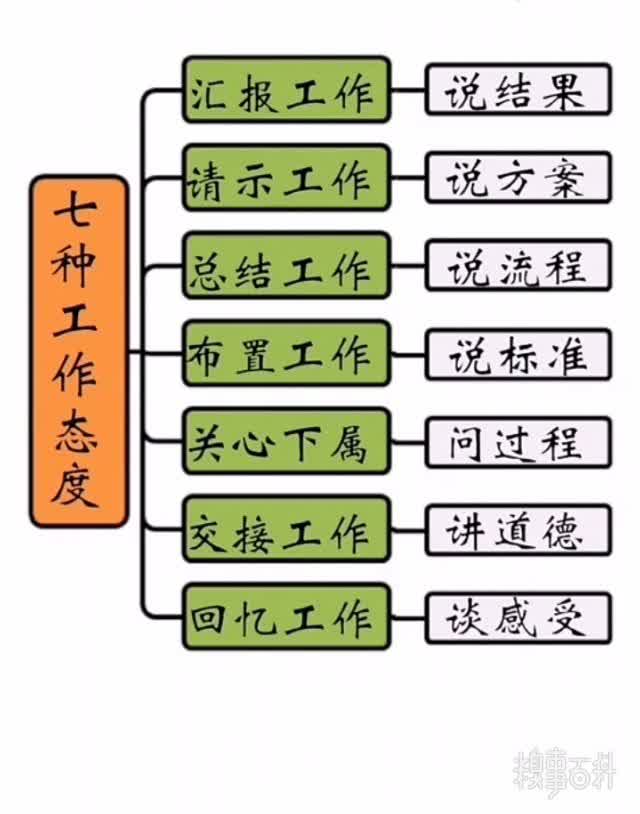 七种工作态度
汇报工作 说结果
请示工作 说方案
总结工作 说流程
布置工作 说标准
关心下属 问过程
交接工作 讲道德
回忆工作 谈感受
糗事百科